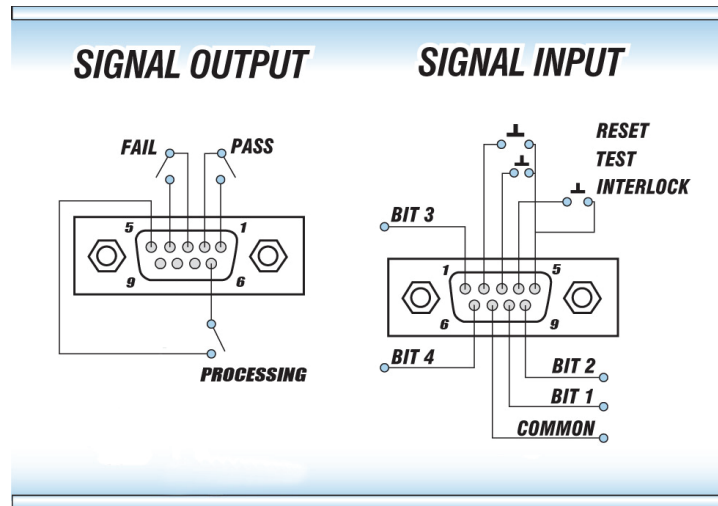 SIGNAL OUTPUT
FAIL
PASS
5
1
9
6
PROCESSING
SIGNAL INPUT
RESET
TEST
INTERLOCK
BIT 3
1
5
6
9
BIT 4
BIT 2
BIT 1
COMMON